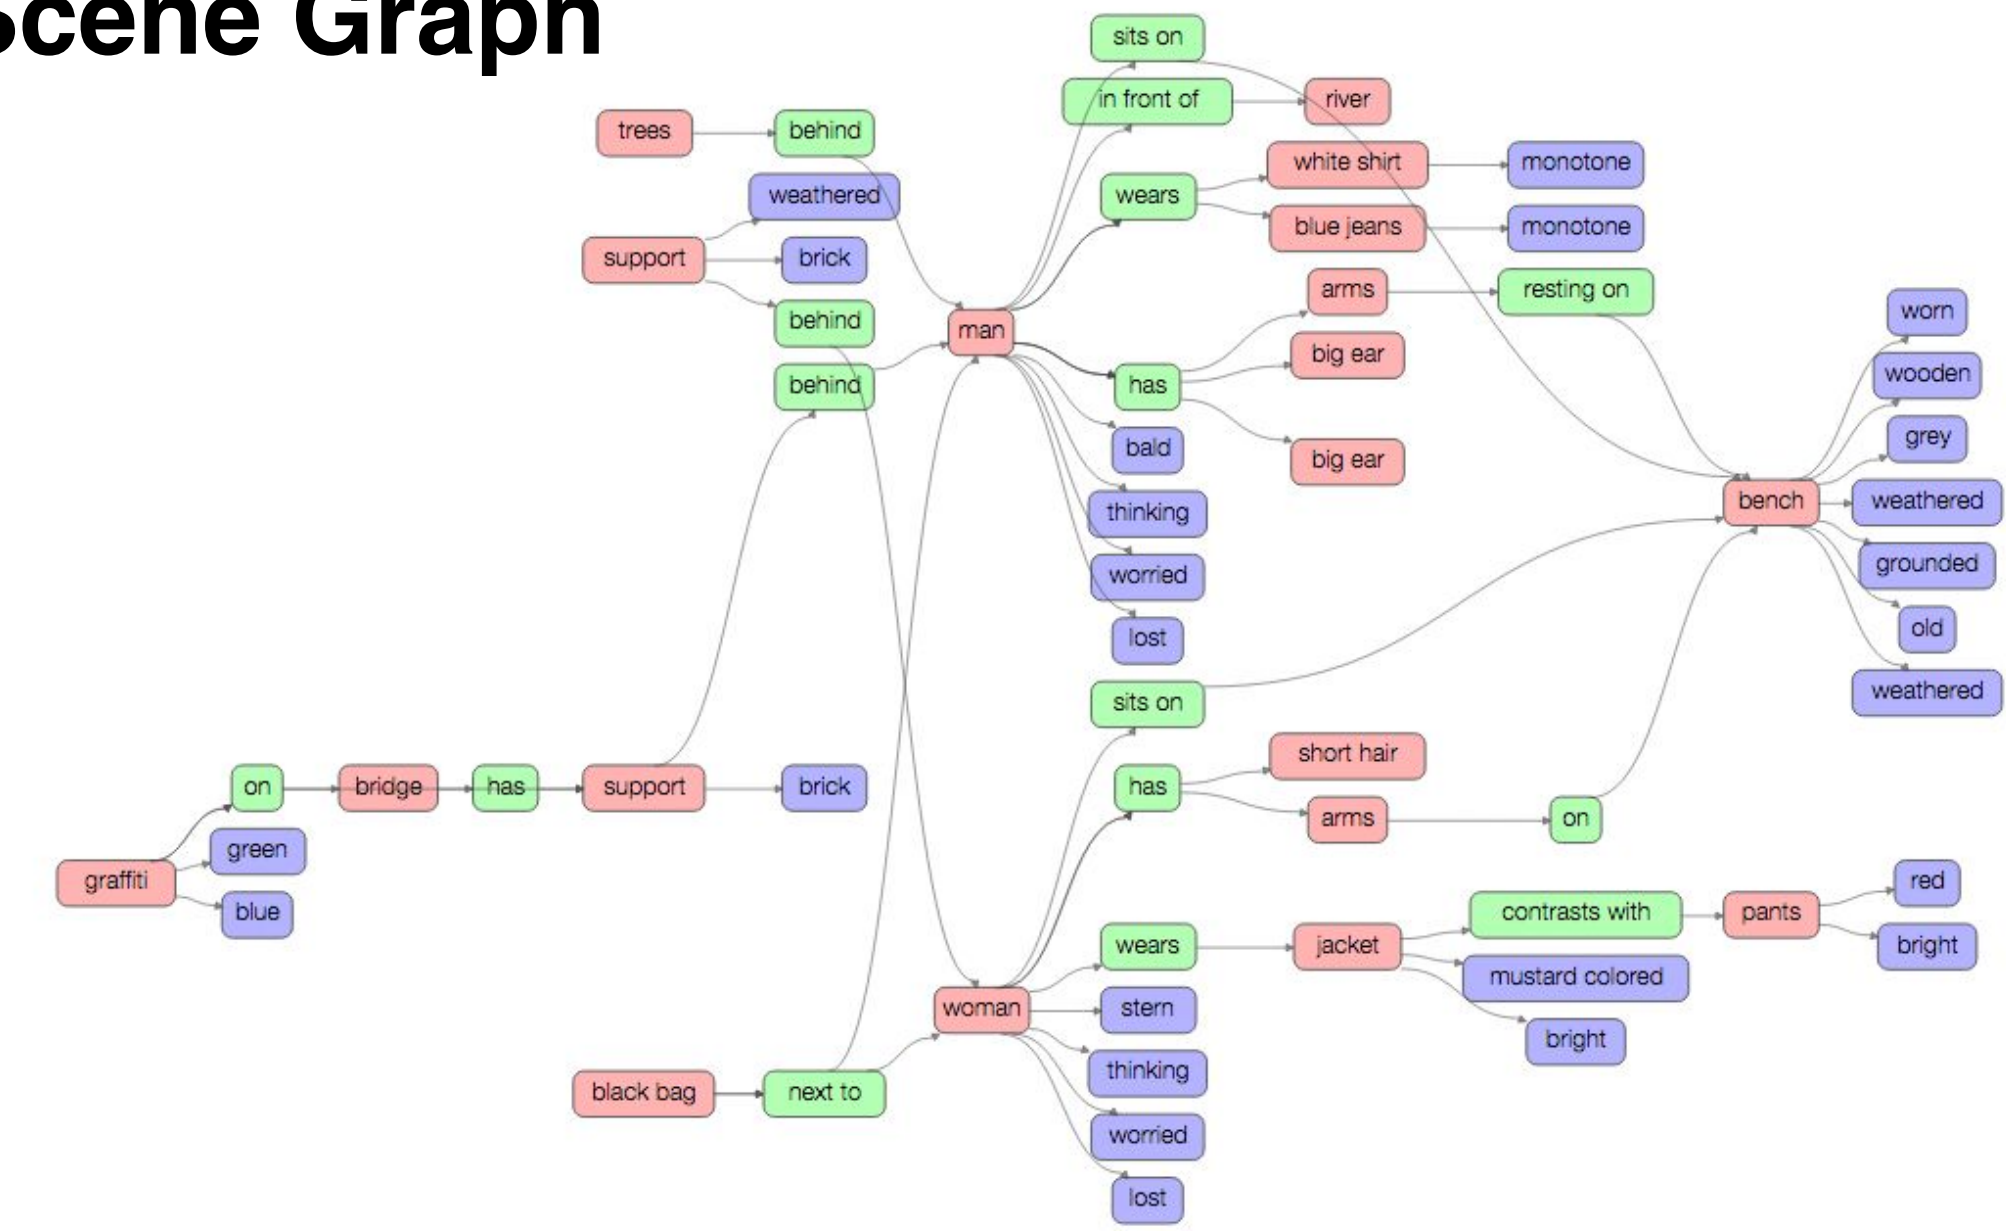 Scene Graph
sits on
in front of
river
trees
behind
white shirt
monotone
weathered
wears
blue jeans
monotone
support
brick
arms
resting on
behind
man
worn
big ear
wooden
behind
has
bald
grey
big ear
thinking
bench
weathered
worried
grounded
lost
old
sits on
weathered
short hair
on
bridge
has
support
brick
has
arms
on
green
graffiti
red
blue
contrasts with
pants
wears
jacket
bright
mustard colored
woman
stern
bright
thinking
black bag
next to
worried
lost